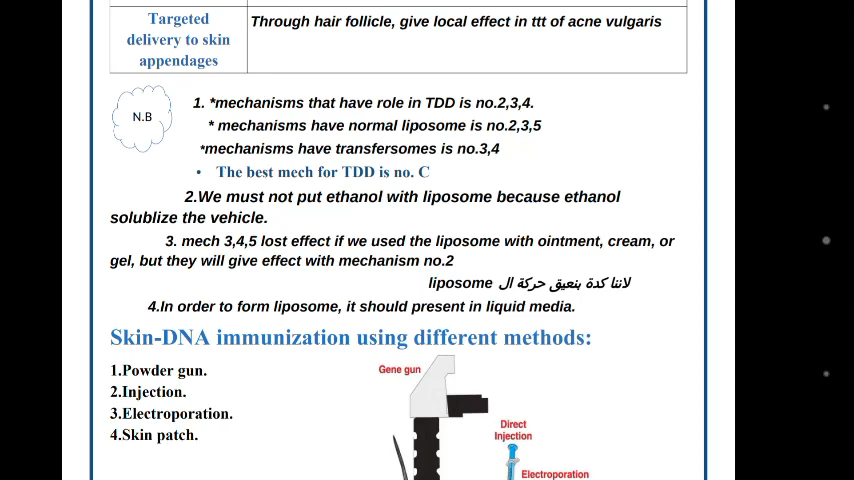 Targeted
delivery to skin
appendages
Through hair follicle, give local effect in ttt of acne vulgaris
N.B
1. *mechanisms that have role in TDD is no.2,3,4.
* mechanisms have normal liposome is no.2,3,5
*mechanisms have transfersomes is no.3,4
• The best mech for TDD is no. C
2.We must not put ethanol with liposome because ethanol
solublize the vehicle.
3. mech 3,4,5 lost effect if we used the liposome with ointment, cream, or
gel, but they will give effect with mechanism no.2
لاننا كدة بنعيق حركة ال liposome
4.In order to form liposome, it should present in liquid media.
Skin-DNA immunization using different methods:
1.Powder gun.
2.Injection.
3.Electroporation.
4.Skin patch.
Gene gun
Direct
Injection
Electroporation